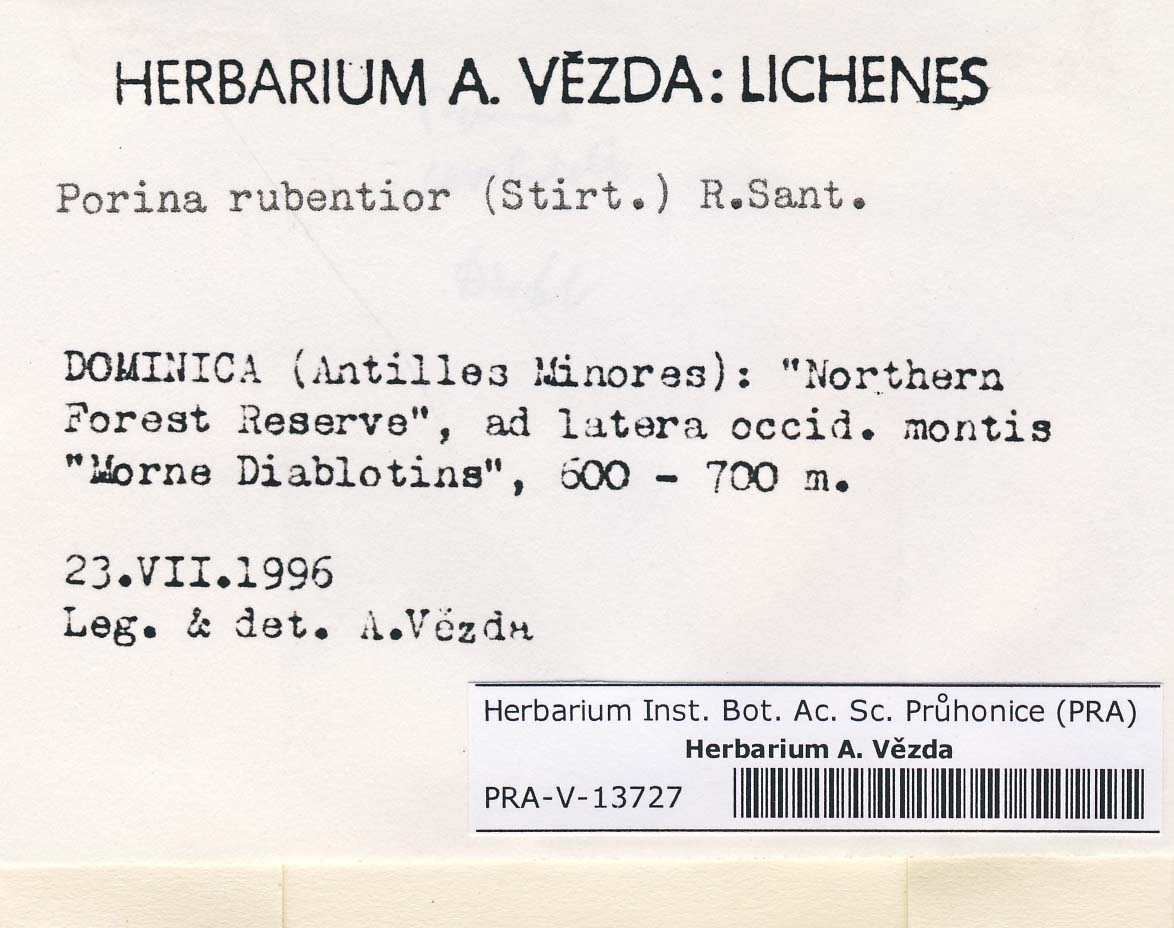 HERBARIUM A. VĚZDA: LICHENES
Porina rubentior (Stirt.) R.Sant.
DOMINICA (Antilles Minores): "Northern
Forest Reserve", ad latera occid. montis
"Morne Diablotins", 600 - 700 m.
23.VII.1996
Leg. & det. A.Vězda
Herbarium Inst. Bot. Ac. Sc. Průhonice (PRA)
Herbarium A. Vězda
PRA-V-13727